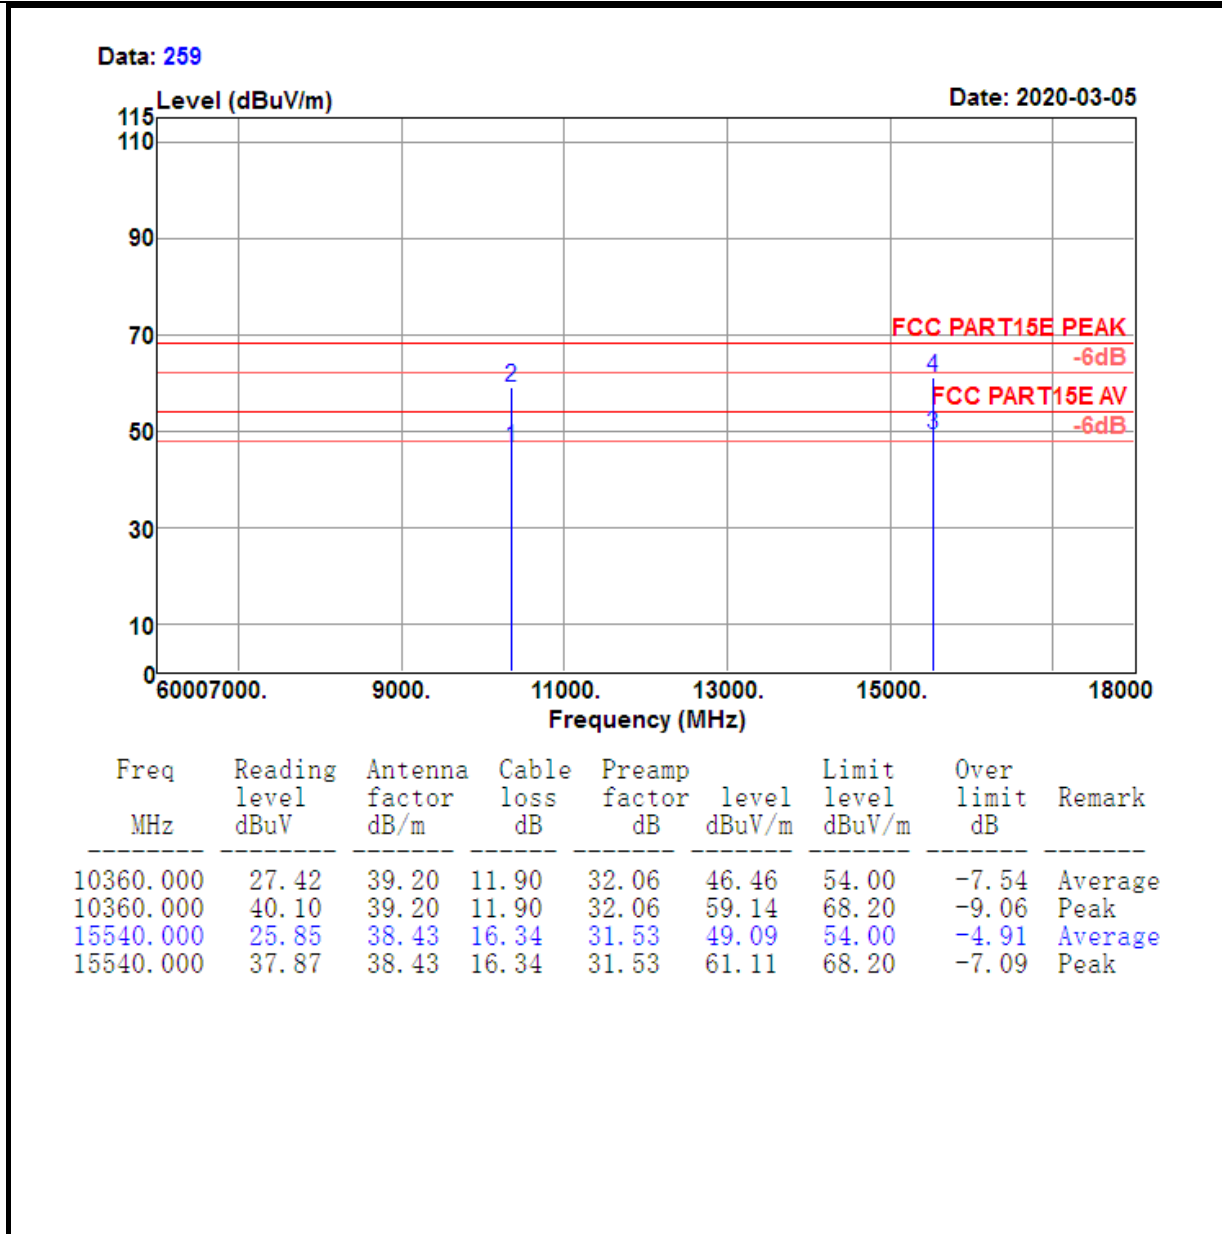 Data: 259
Level (dBuV/m) Date: 2020-03-05
115
110
90
70
50
30
10
0
FCC PART15E PEAK
-6dB
FCC PART15E AV
-6dB
2
1
4
3
6000 7000. 9000. 11000. 13000. 15000. 18000
Frequency (MHz)
Freq Reading Antenna Cable Preamp Limit Over
level factor loss factor level level limit Remark
MHz dBuV dB/m dB dB dBuV/m dBuV/m dB
-------- -------- ------- ------ ------- ------- ------- ------- -------
10360.000 27.42 39.20 11.90 32.06 46.46 54.00 -7.54 Average
10360.000 40.10 39.20 11.90 32.06 59.14 68.20 -9.06 Peak
15540.000 25.85 38.43 16.34 31.53 49.09 54.00 -4.91 Average
15540.000 37.87 38.43 16.34 31.53 61.11 68.20 -7.09 Peak